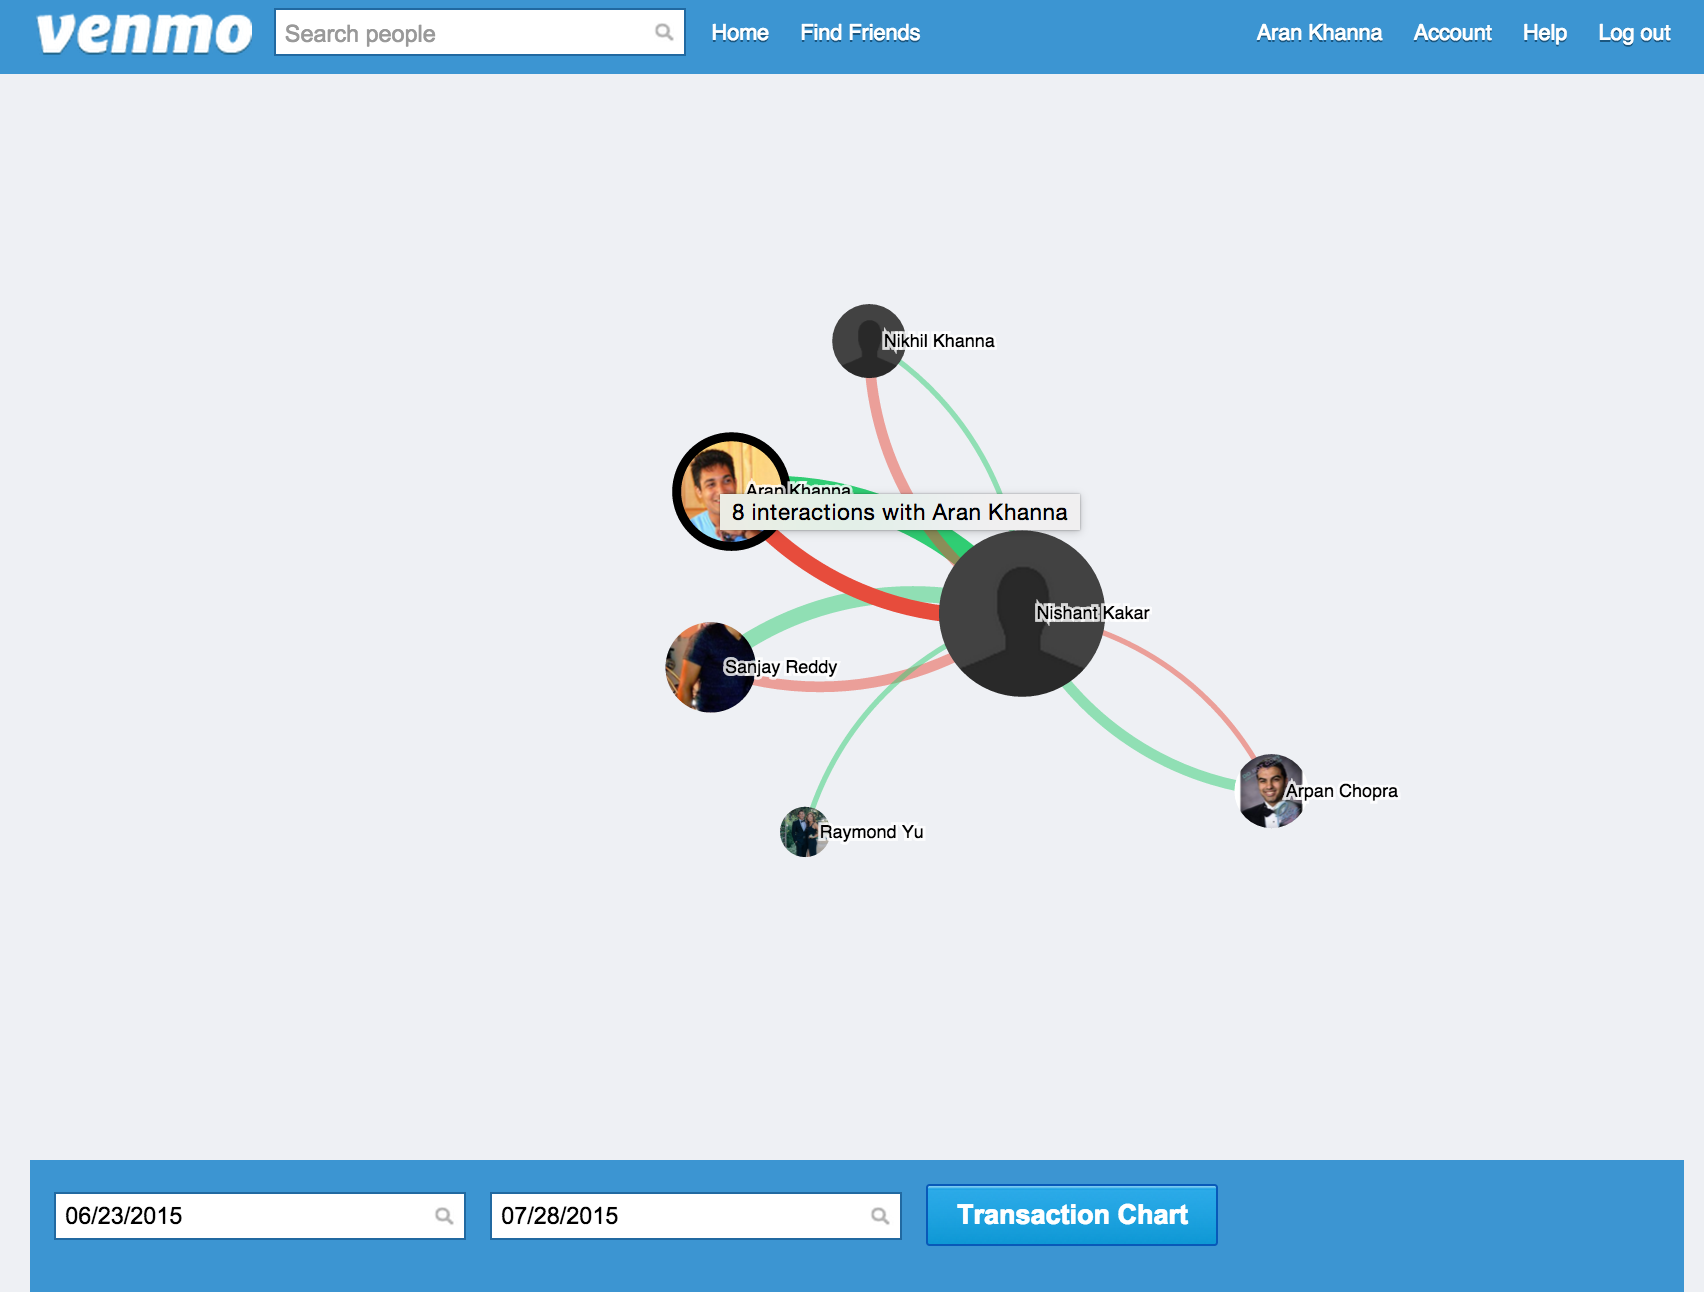 venmo
Search people
Home
Find Friends
Aran Khanna
Account
Help
Log out
Nikhil Khanna
Aran Khanna
8 interactions with Aran Khanna
Nishant Kakar
Sanjay Reddy
Arpan Chopra
Raymond Yu
06/23/2015
07/28/2015
Transaction Chart